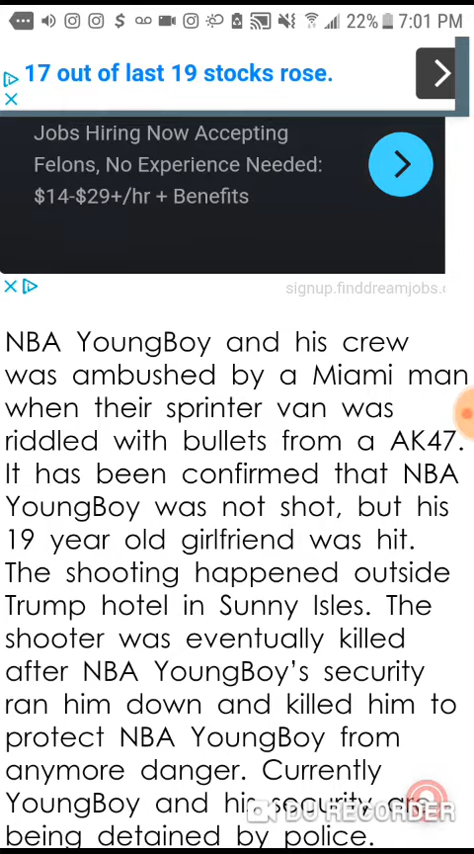 22% 7:01 PM
17 out of last 19 stocks rose.
Jobs Hiring Now Accepting
Felons, No Experience Needed:
$14-$29+/hr + Benefits
signup.finddreamjobs.
NBA YoungBoy and his crew
was ambushed by a Miami man
when their sprinter van was
riddled with bullets from a AK47.
It has been confirmed that NBA
YoungBoy was not shot, but his
19 year old girlfriend was hit.
The shooting happened outside
Trump hotel in Sunny Isles. The
shooter was eventually killed
after NBA YoungBoy's security
ran him down and killed him to
protect NBA YoungBoy from
anymore danger. Currently
YoungBoy and his security are
DU RECORDER
being detained by police.